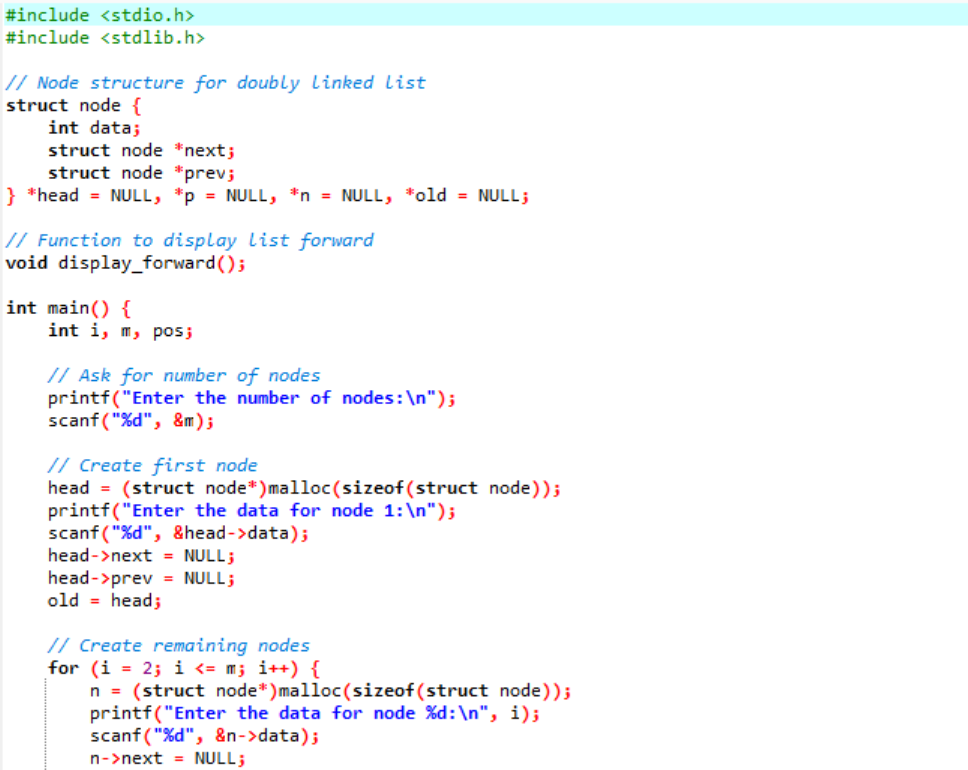 #include <stdio.h>
#include <stdlib.h>
// Node structure for doubly linked list
struct node {
    int data;
    struct node *next;
    struct node *prev;
} *head = NULL, *p = NULL, *n = NULL, *old = NULL;
// Function to display list forward
void display_forward();
int main() {
    int i, m, pos;
    // Ask for number of nodes
    printf("Enter the number of nodes:\n");
    scanf("%d", &m);
    // Create first node
    head = (struct node*)malloc(sizeof(struct node));
    printf("Enter the data for node 1:\n");
    scanf("%d", &head->data);
    head->next = NULL;
    head->prev = NULL;
    old = head;
    // Create remaining nodes
    for (i = 2; i <= m; i++) {
        n = (struct node*)malloc(sizeof(struct node));
        printf("Enter the data for node %d:\n", i);
        scanf("%d", &n->data);
        n->next = NULL;